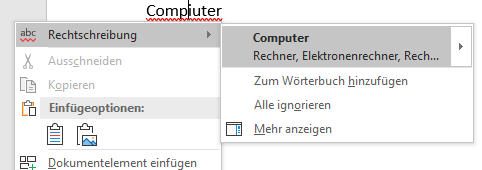 Compiuter
abc
Rechtschreibung
Ausschneiden
Kopieren
Einfügeoptionen:
Dokumentelement einfügen
Computer
Rechner, Elektronenrechner, Rech...
Zum Wörterbuch hinzufügen
Alle ignorieren
Mehr anzeigen